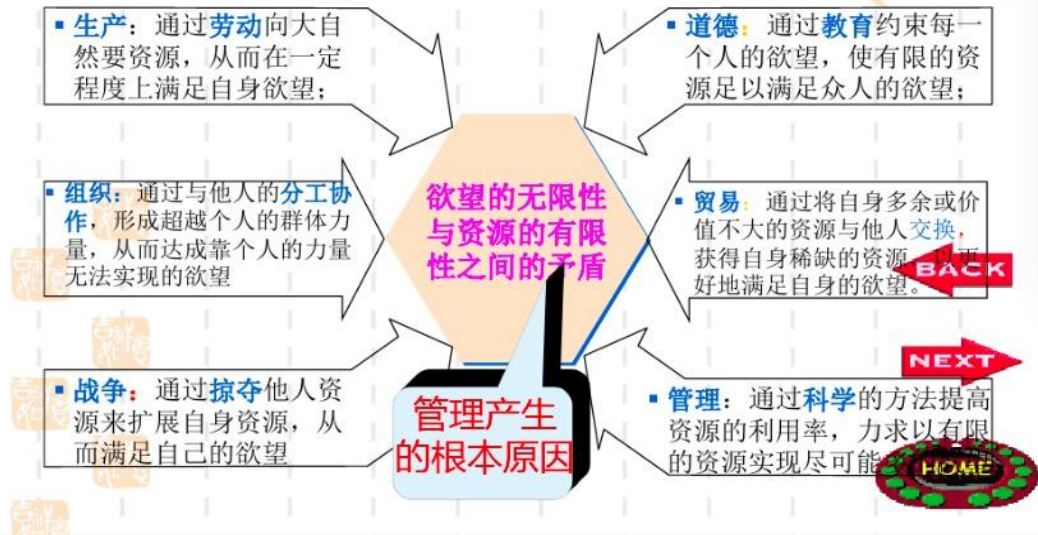 ▪ 生产：通过劳动向大自
然要资源，从而在一定
程度上满足自身欲望；
▪ 道德：通过教育约束每一
个人的欲望，使有限的资
源足以满足众人的欲望；
▪ 组织：通过与他人的分工协
作，形成超越个人的群体力
量，从而达成靠个人的力量
无法实现的欲望
欲望的无限性
与资源的有限
性之间的矛盾
▪ 贸易：通过将自身多余或价
值不大的资源与他人交换，
获得自身稀缺的资源，以更
好地满足自身的欲望。
BACK
NEXT
▪ 战争：通过掠夺他人资
源来扩展自身资源，从
而满足自己的欲望
管理产生
的根本原因
▪ 管理：通过科学的方法提高
资源的利用率，力求以有限
的资源实现尽可能
HOME